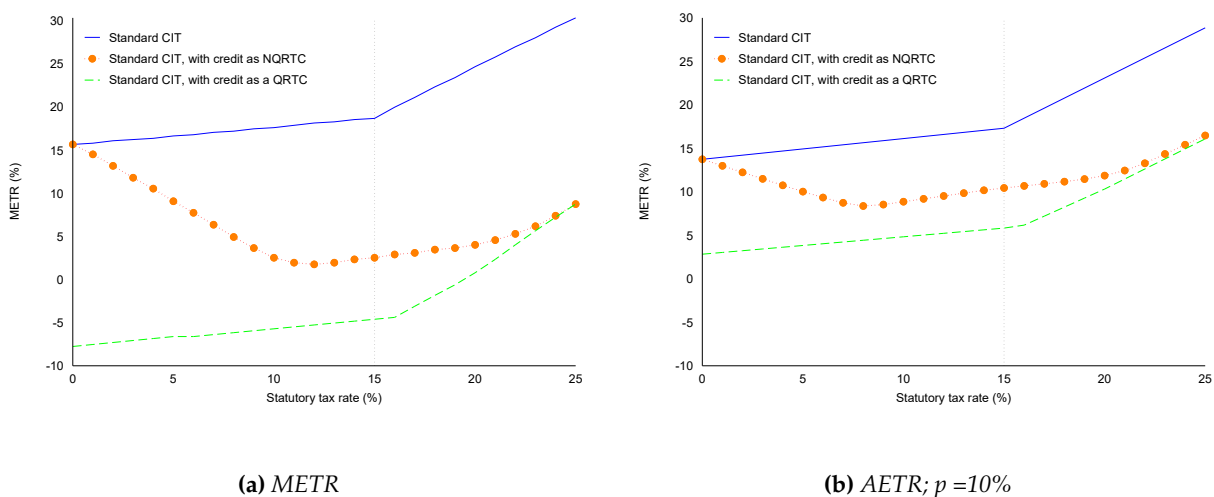 30
25
20
15
10
5
0
-5
-10
METR (%)
Standard CIT
Standard CIT, with credit as NQRTC
Standard CIT, with credit as a QRTC
0 5 10 15 20 25
Statutory tax rate (%)
(a) METR
30
25
20
15
10
5
0
-5
-10
METR (%)
Standard CIT
Standard CIT, with credit as NQRTC
Standard CIT, with credit as a QRTC
0 5 10 15 20 25
Statutory tax rate (%)
(b) AETR; p =10%